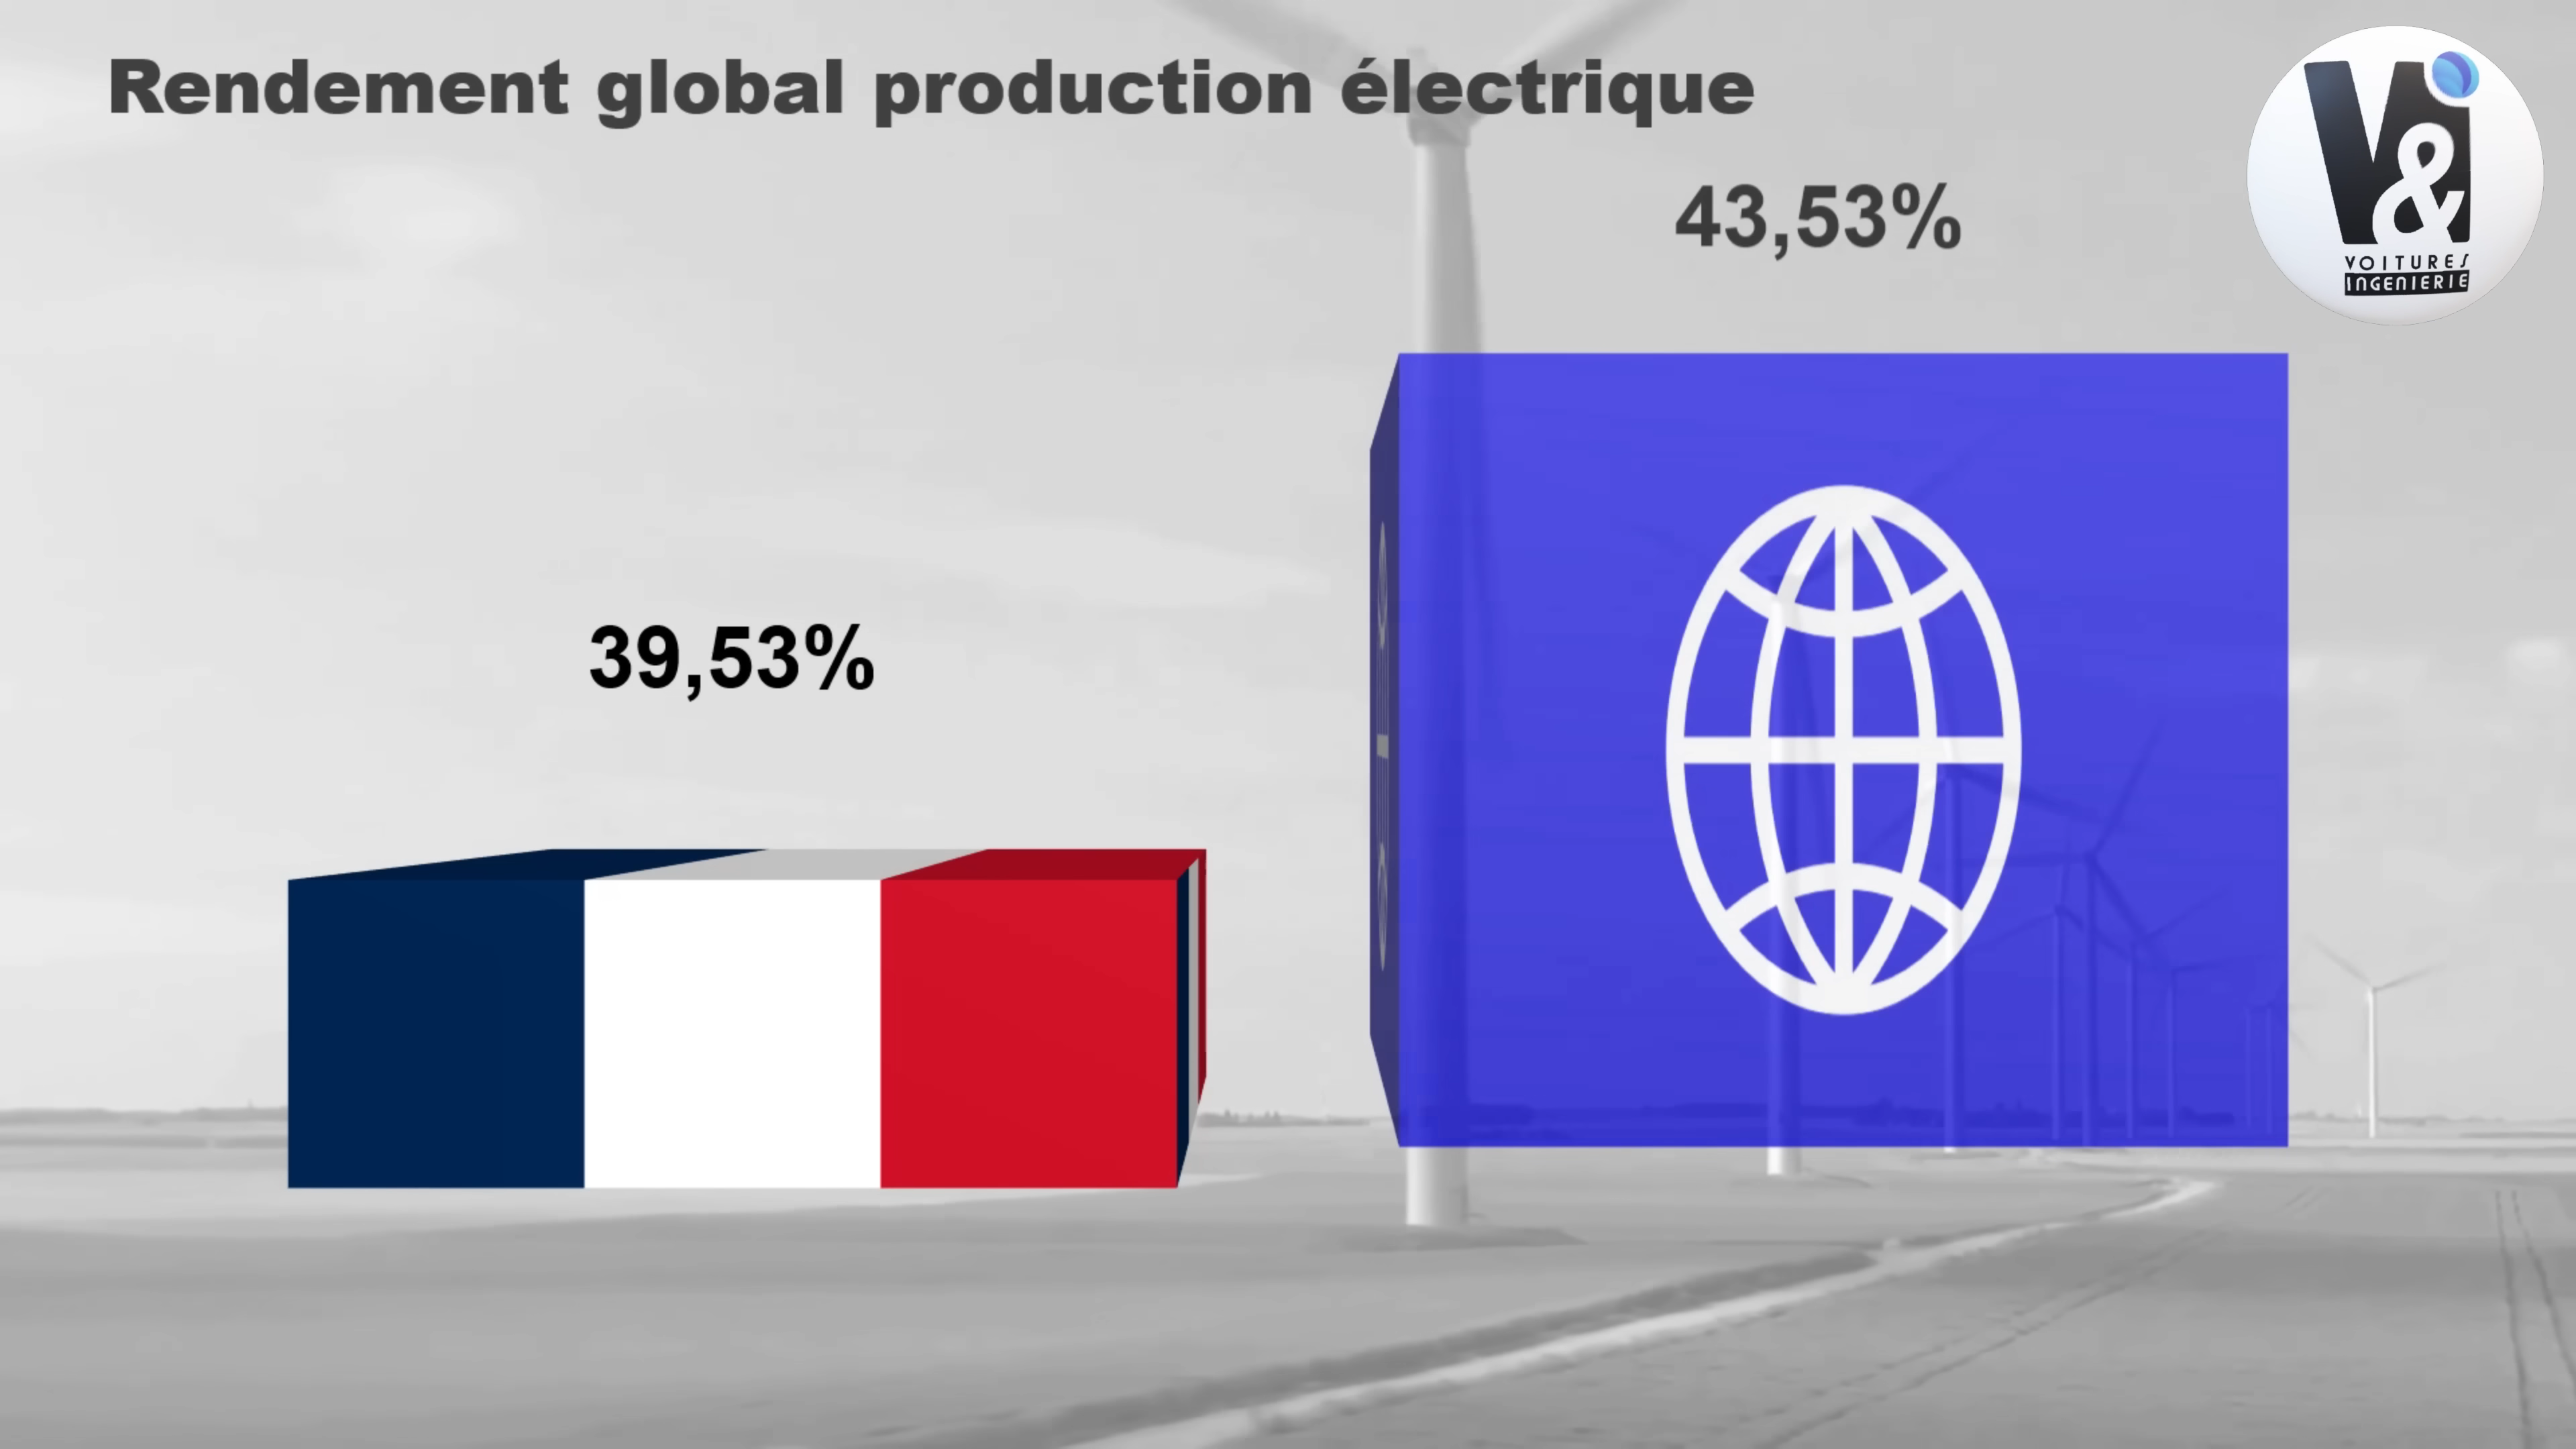 Rendement global production électrique
43,53%
39,53%
V&I
VOITURES
INGENIERIE